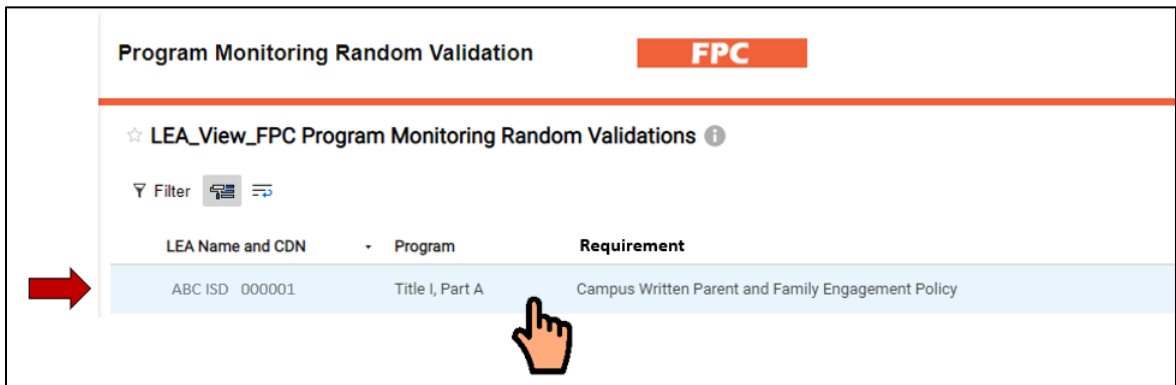 Program Monitoring Random Validation FPC
LEA_View_FPC Program Monitoring Random Validations
Filter
LEA Name and CDN Program Requirement
ABC ISD 000001 Title I, Part A Campus Written Parent and Family Engagement Policy